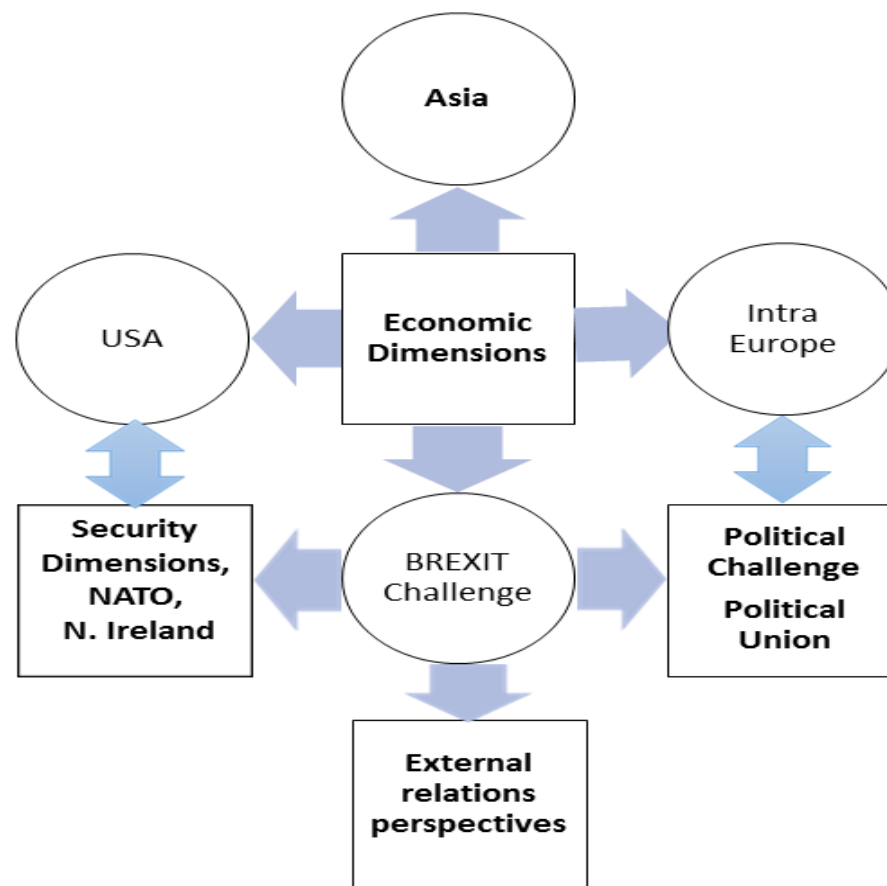 Asia
USA
Economic
Dimensions
Intra
Europe
Security
Dimensions,
NATO,
N. Ireland
BREXIT
Challenge
Political
Challenge
Political
Union
External
relations
perspectives